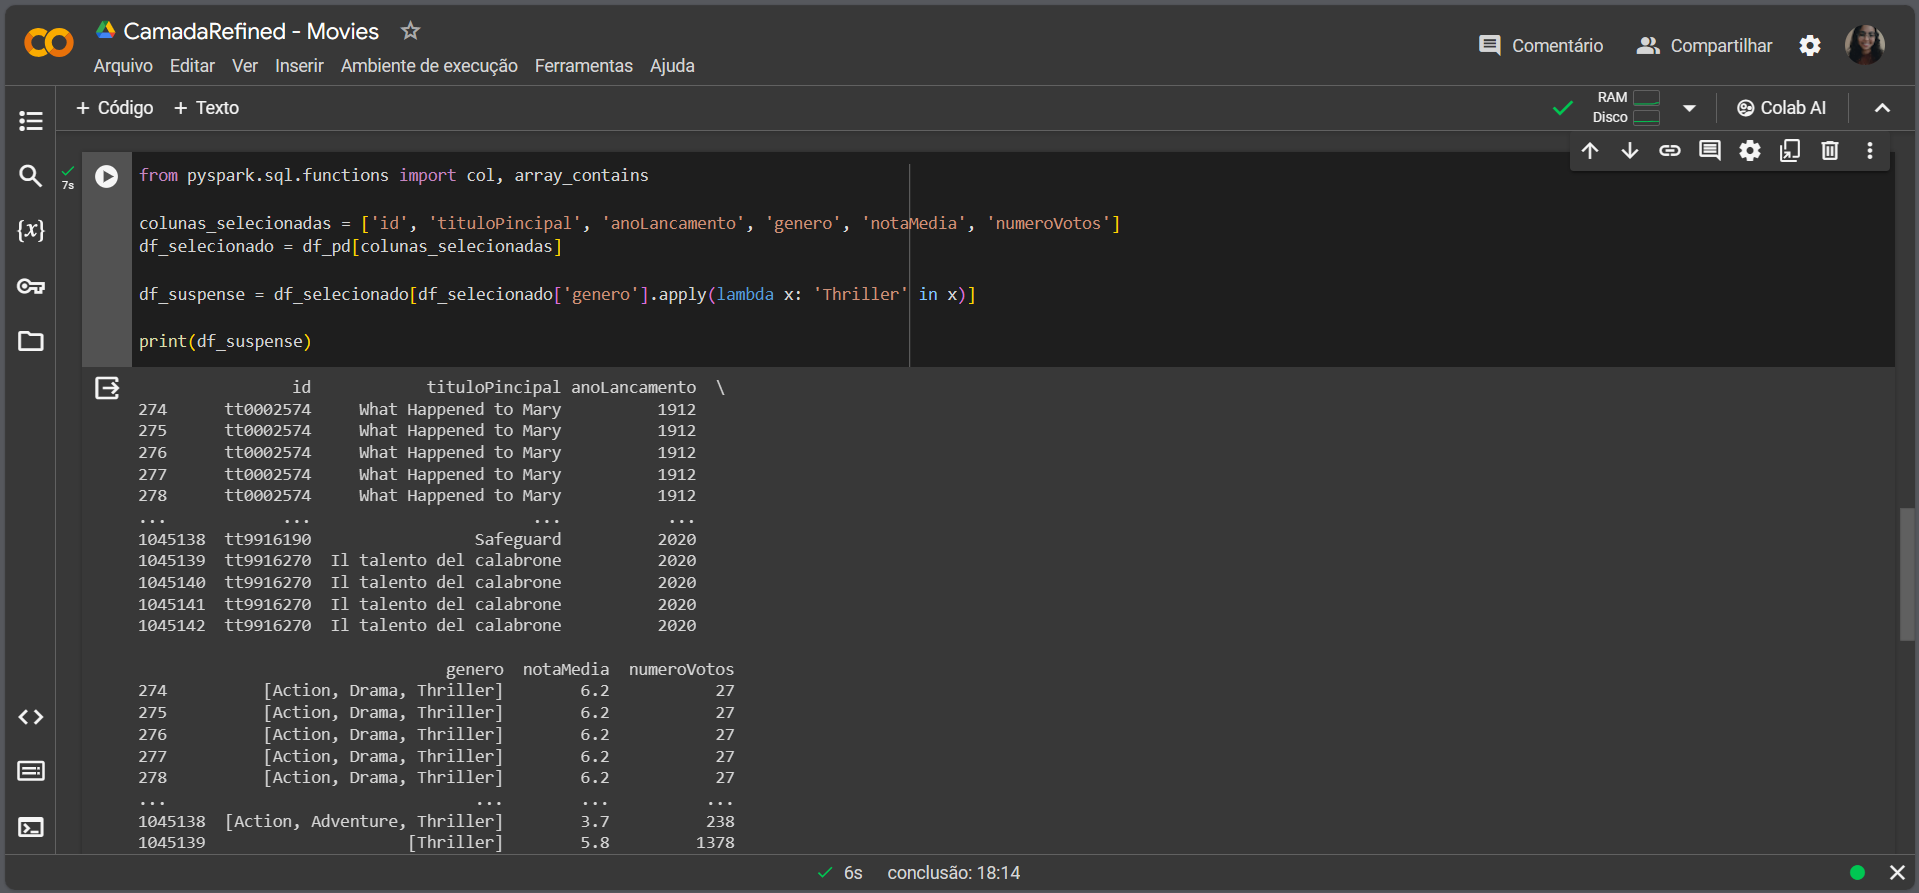 CamadaRefined - Movies
Arquivo Editar Ver Inserir Ambiente de execução Ferramentas Ajuda
Comentário Compartilhar
+ Código + Texto
RAM
Disco
Colab AI
{x}
7s
from pyspark.sql.functions import col, array_contains
colunas_selecionadas = ['id', 'tituloPincipal', 'anoLancamento', 'genero', 'notaMedia', 'numeroVotos']
df_selecionado = df_pd[colunas_selecionadas]
df_suspense = df_selecionado[df_selecionado['genero'].apply(lambda x: 'Thriller' in x)]
print(df_suspense)
id tituloPincipal anoLancamento \
274 tt0002574 What Happened to Mary 1912
275 tt0002574 What Happened to Mary 1912
276 tt0002574 What Happened to Mary 1912
277 tt0002574 What Happened to Mary 1912
278 tt0002574 What Happened to Mary 1912
... ... ... ...
1045138 tt9916190 Safeguard 2020
1045139 tt9916270 Il talento del calabrone 2020
1045140 tt9916270 Il talento del calabrone 2020
1045141 tt9916270 Il talento del calabrone 2020
1045142 tt9916270 Il talento del calabrone 2020
genero notaMedia numeroVotos
274 [Action, Drama, Thriller] 6.2 27
275 [Action, Drama, Thriller] 6.2 27
276 [Action, Drama, Thriller] 6.2 27
277 [Action, Drama, Thriller] 6.2 27
278 [Action, Drama, Thriller] 6.2 27
... ... ... ...
1045138 [Action, Adventure, Thriller] 3.7 238
1045139 [Thriller] 5.8 1378
6s conclusão: 18:14